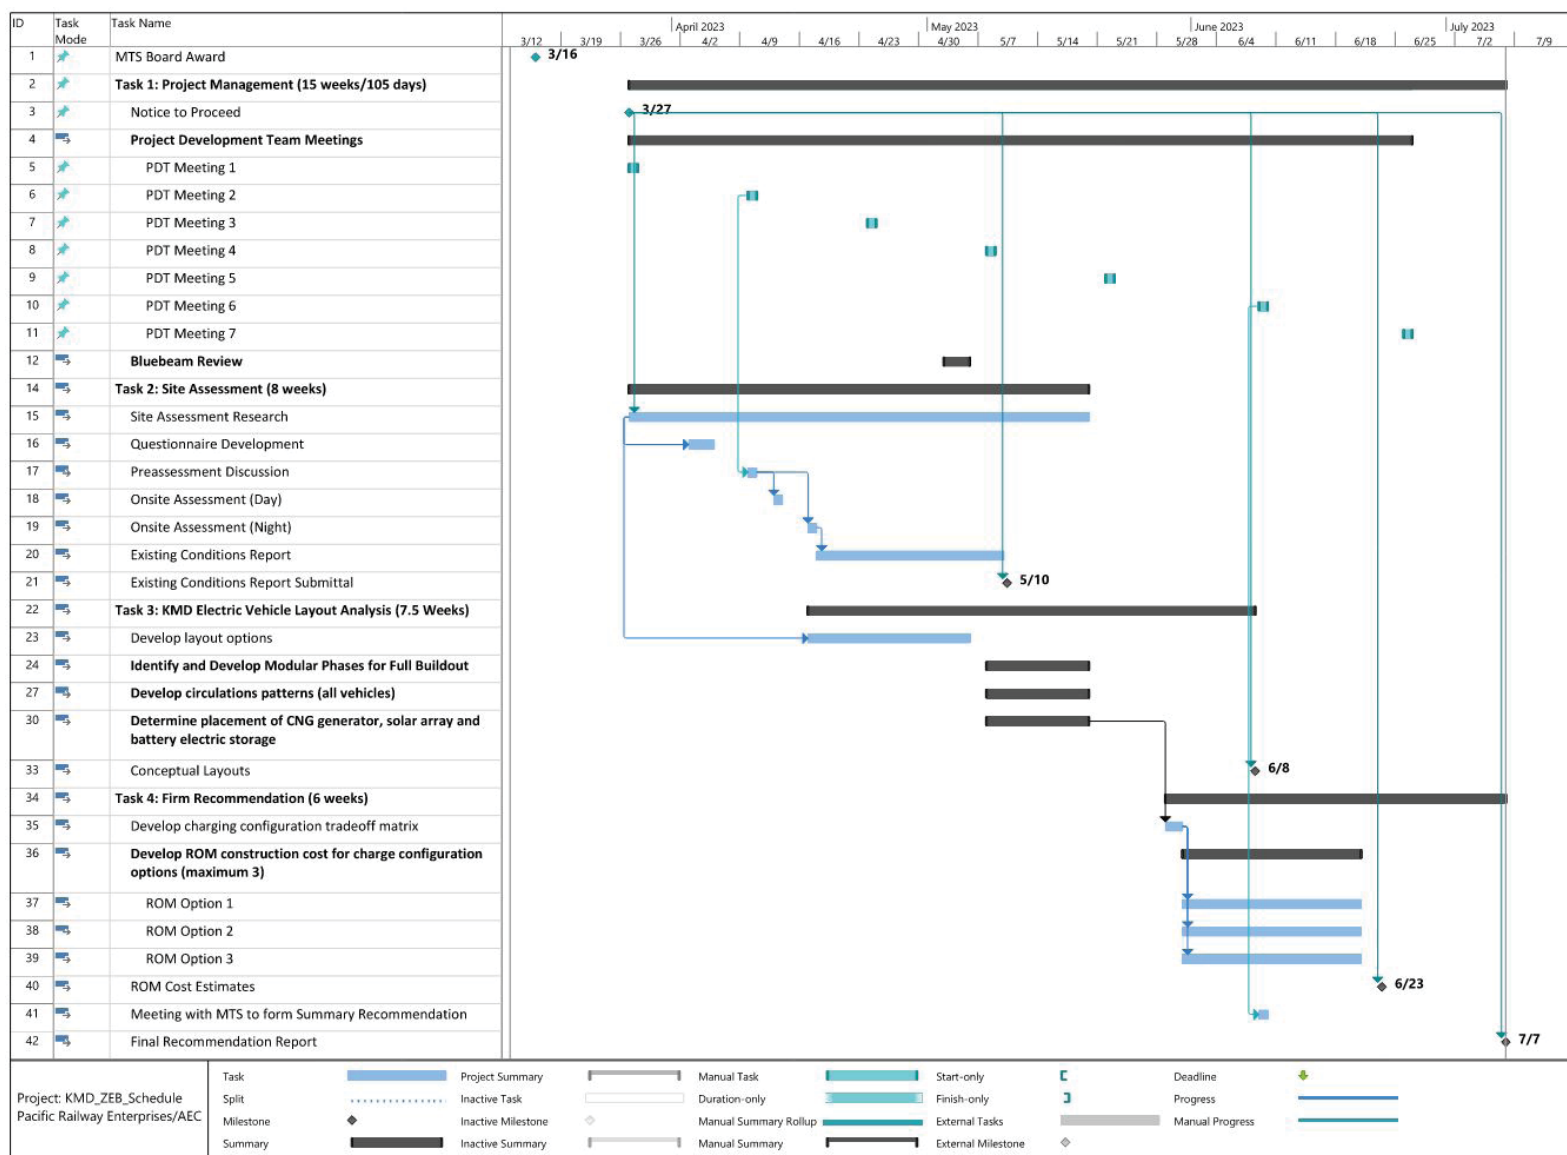 ID Task Mode Task Name
April 2023 May 2023 June 2023 July 2023
3/12 3/19 3/26 4/2 4/9 4/16 4/23 4/30 5/7 5/14 5/21 5/28 6/4 6/11 6/18 6/25 7/2 7/9
1 MTS Board Award 3/16
2 Task 1: Project Management (15 weeks/105 days)
3 Notice to Proceed 3/27
4 Project Development Team Meetings
5 PDT Meeting 1
6 PDT Meeting 2
7 PDT Meeting 3
8 PDT Meeting 4
9 PDT Meeting 5
10 PDT Meeting 6
11 PDT Meeting 7
12 Bluebeam Review
14 Task 2: Site Assessment (8 weeks)
15 Site Assessment Research
16 Questionnaire Development
17 Preassessment Discussion
18 Onsite Assessment (Day)
19 Onsite Assessment (Night)
20 Existing Conditions Report
21 Existing Conditions Report Submittal 5/10
22 Task 3: KMD Electric Vehicle Layout Analysis (7.5 Weeks)
23 Develop layout options
24 Identify and Develop Modular Phases for Full Buildout
27 Develop circulations patterns (all vehicles)
30 Determine placement of CNG generator, solar array and
battery electric storage
33 Conceptual Layouts 6/8
34 Task 4: Firm Recommendation (6 weeks)
35 Develop charging configuration tradeoff matrix
36 Develop ROM construction cost for charge configuration
options (maximum 3)
37 ROM Option 1
38 ROM Option 2
39 ROM Option 3
40 ROM Cost Estimates 6/23
41 Meeting with MTS to form Summary Recommendation
42 Final Recommendation Report 7/7
Project: KMD_ZEB_Schedule
Pacific Railway Enterprises/AEC
Task Project Summary Manual Task Start-only Deadline
Split Inactive Task Duration-only Finish-only Progress
Milestone Inactive Milestone Manual Summary Rollup External Tasks Manual Progress
Summary Inactive Summary Manual Summary External Milestone